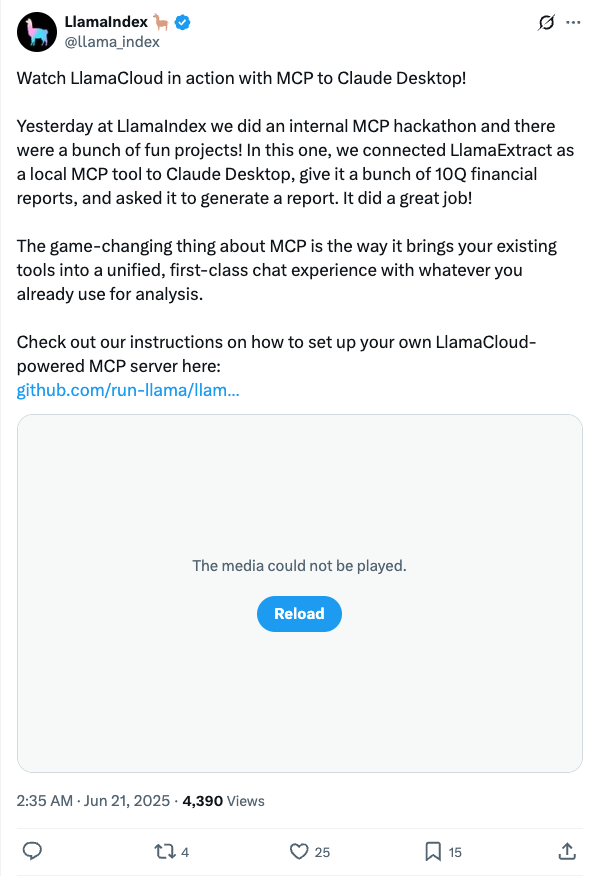 LlamaIndex 🦙
@llama_index
Watch LlamaCloud in action with MCP to Claude Desktop!
Yesterday at LlamaIndex we did an internal MCP hackathon and there
were a bunch of fun projects! In this one, we connected LlamaExtract as
a local MCP tool to Claude Desktop, give it a bunch of 10Q financial
reports, and asked it to generate a report. It did a great job!
The game-changing thing about MCP is the way it brings your existing
tools into a unified, first-class chat experience with whatever you
already use for analysis.
Check out our instructions on how to set up your own LlamaCloud-
powered MCP server here:
github.com/run-llama/llam...
The media could not be played.
Reload
2:35 AM · Jun 21, 2025 · 4,390 Views
4 25 15